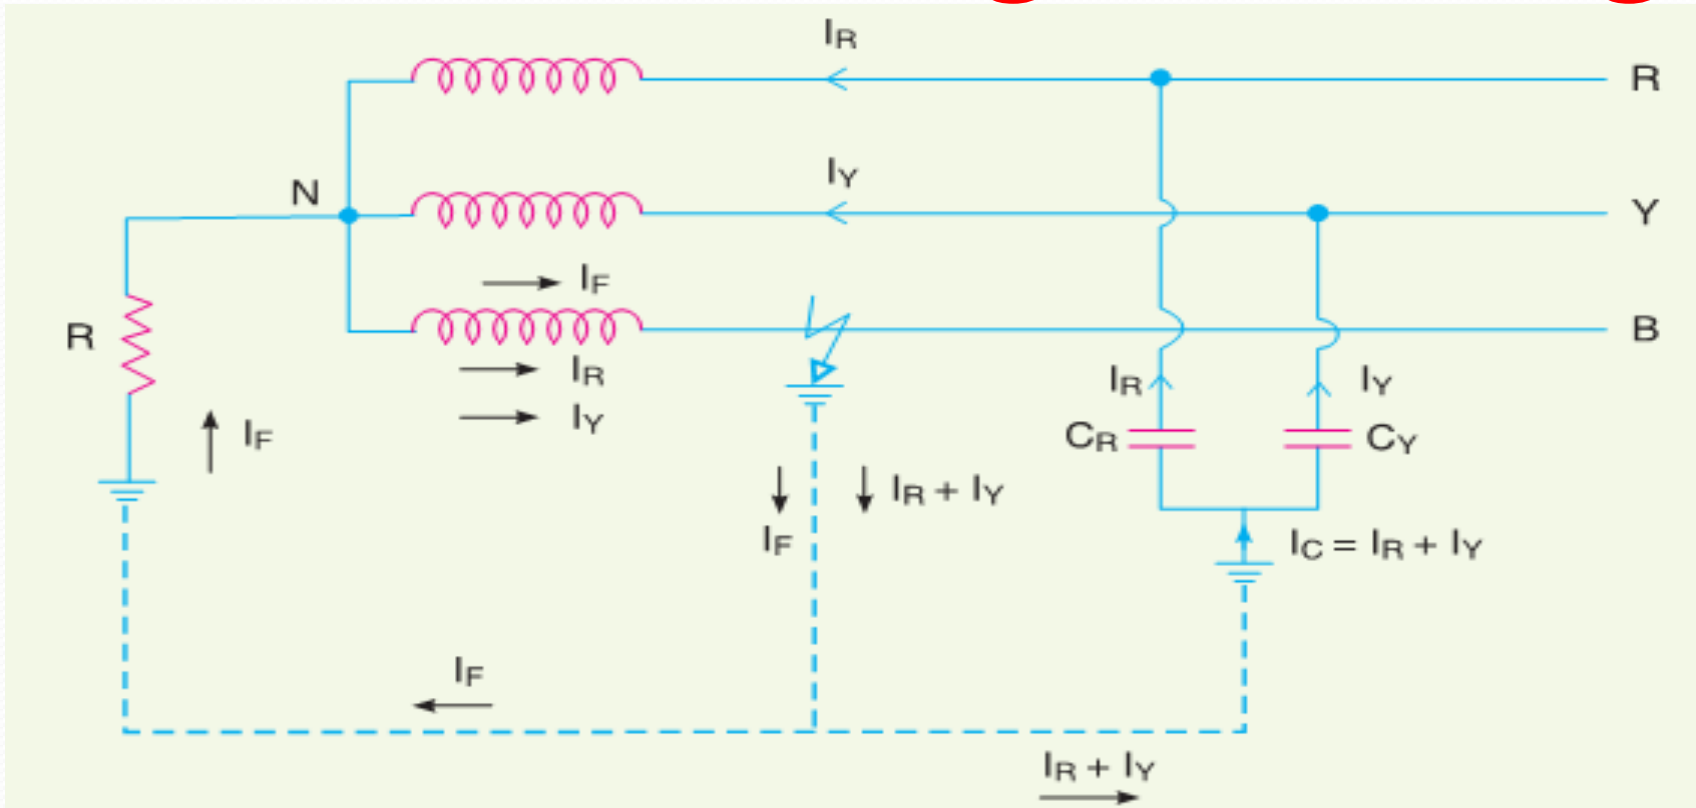 IR
R
IY
N
Y
IF
R
B
IR
IR
IY
IY
CR
CY
IF
IR + IY
IF
IC = IR + IY
IF
IR + IY